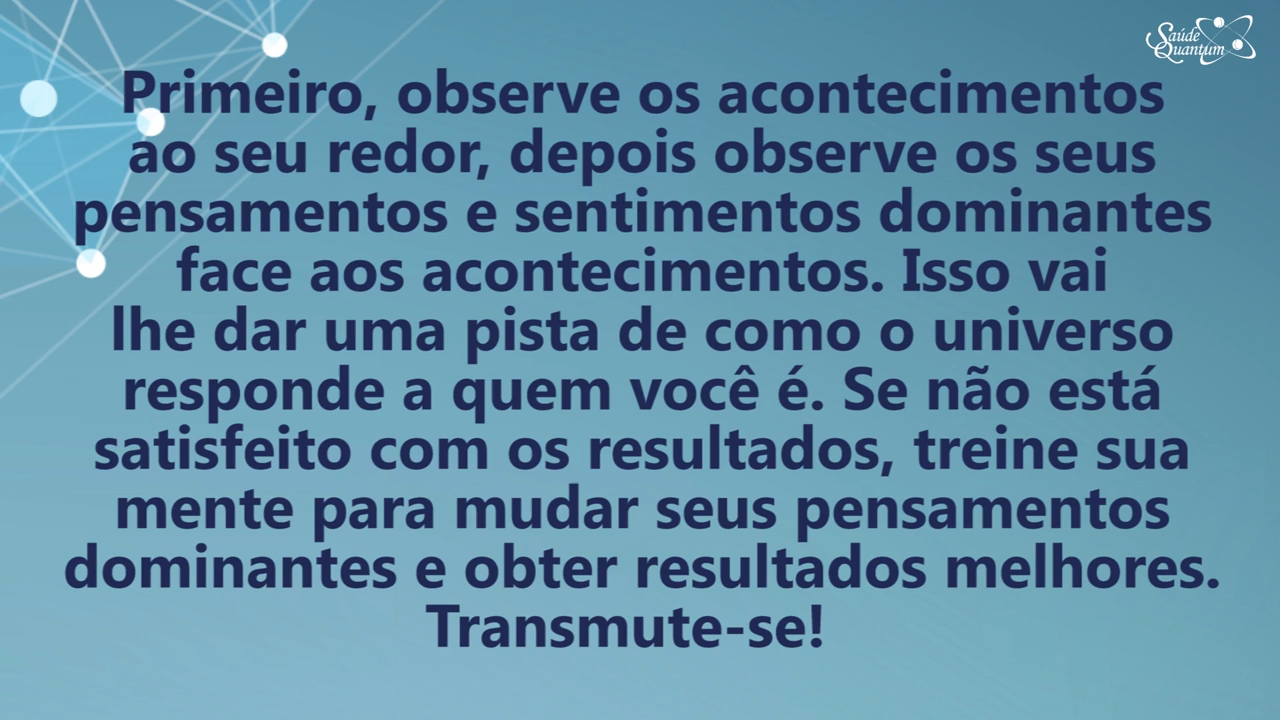 Saúde
Quantum
Primeiro, observe os acontecimentos
ao seu redor, depois observe os seus
pensamentos e sentimentos dominantes
face aos acontecimentos. Isso vai
lhe dar uma pista de como o universo
responde a quem você é. Se não está
satisfeito com os resultados, treine sua
mente para mudar seus pensamentos
dominantes e obter resultados melhores.
Transmute-se!